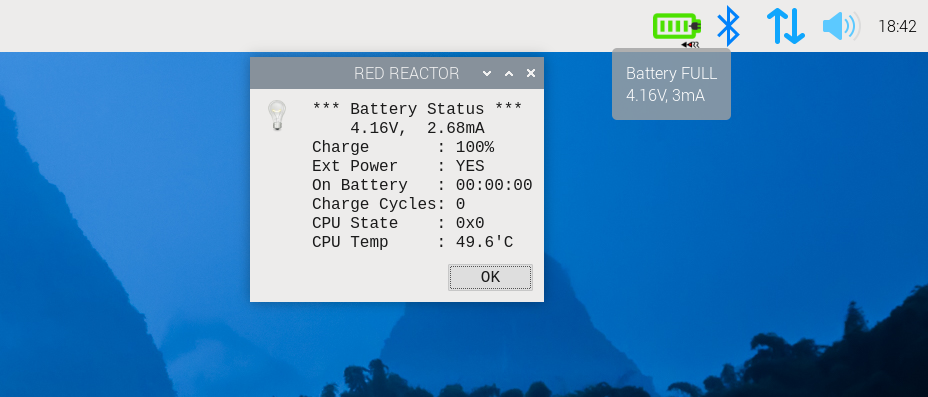 18:42
Battery FULL
4.16V, 3mA
RED REACTOR
*** Battery Status ***
4.16V,  2.68mA
Charge       : 100%
Ext Power    : YES
On Battery   : 00:00:00
Charge Cycles: 0
CPU State    : 0x0
CPU Temp     : 49.6'C
OK